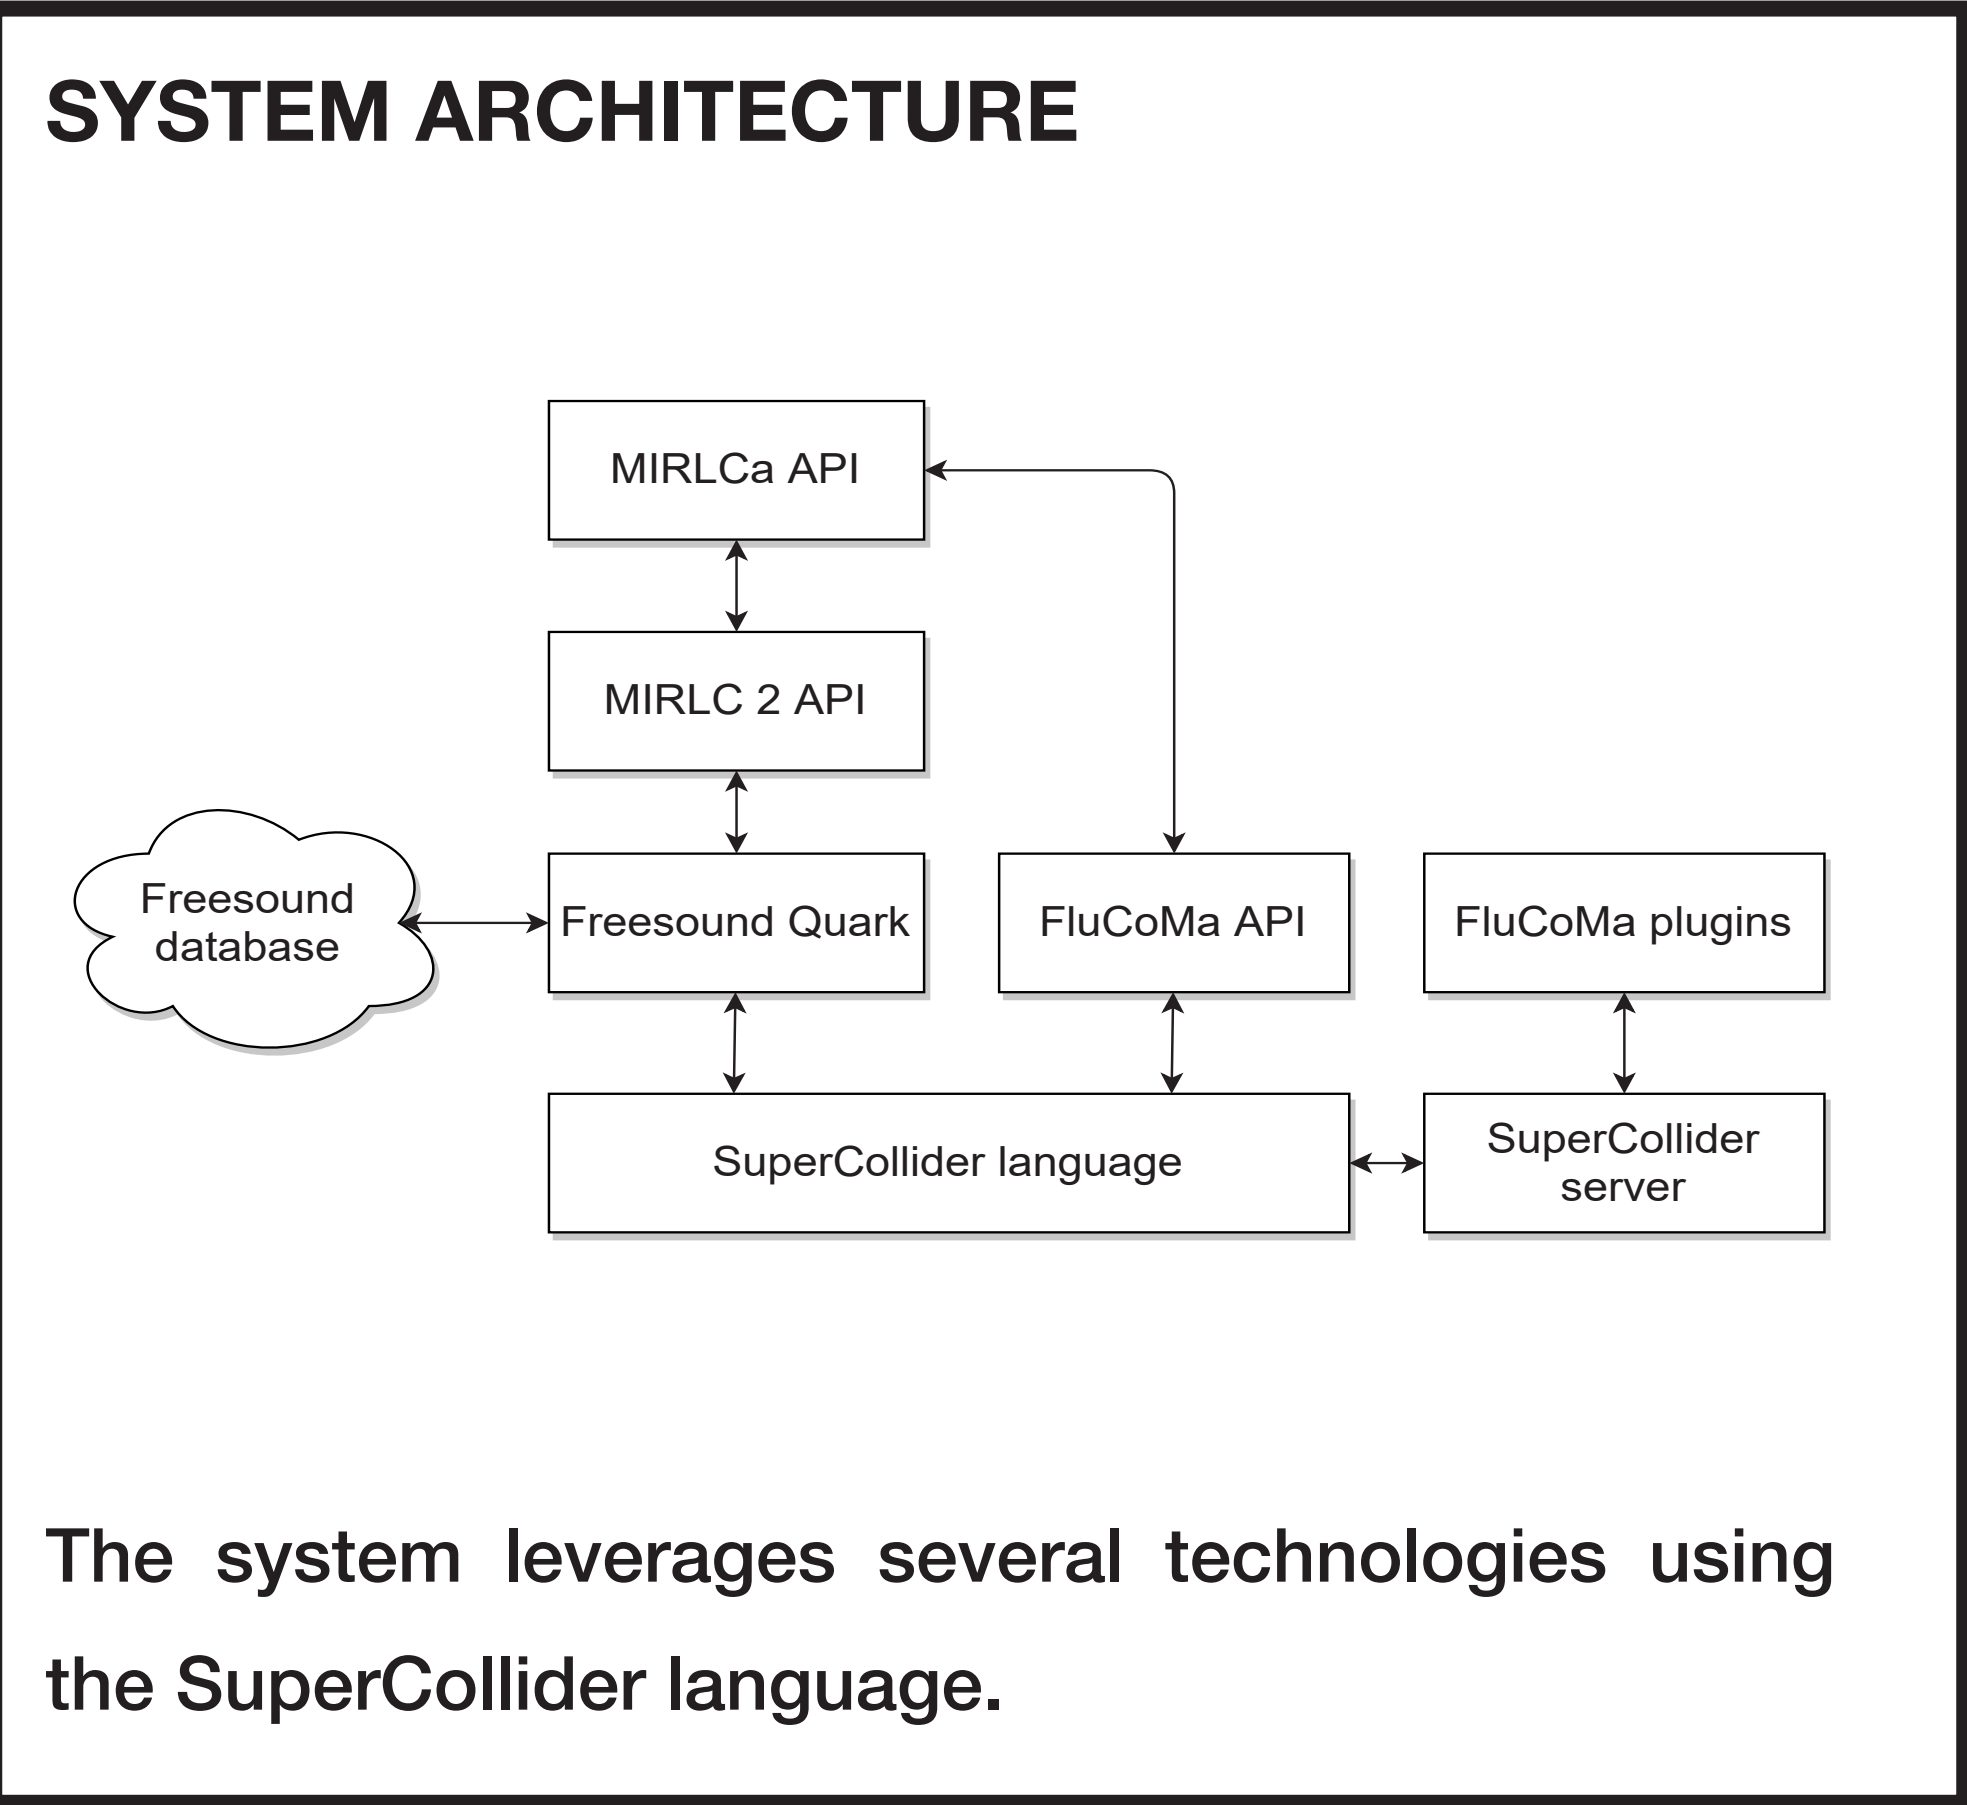 SYSTEM ARCHITECTURE
MIRLCa API
MIRLC 2 API
Freesound
database
Freesound Quark
FluCoMa API
FluCoMa plugins
SuperCollider language
SuperCollider
server
The system leverages several technologies using
the SuperCollider language.